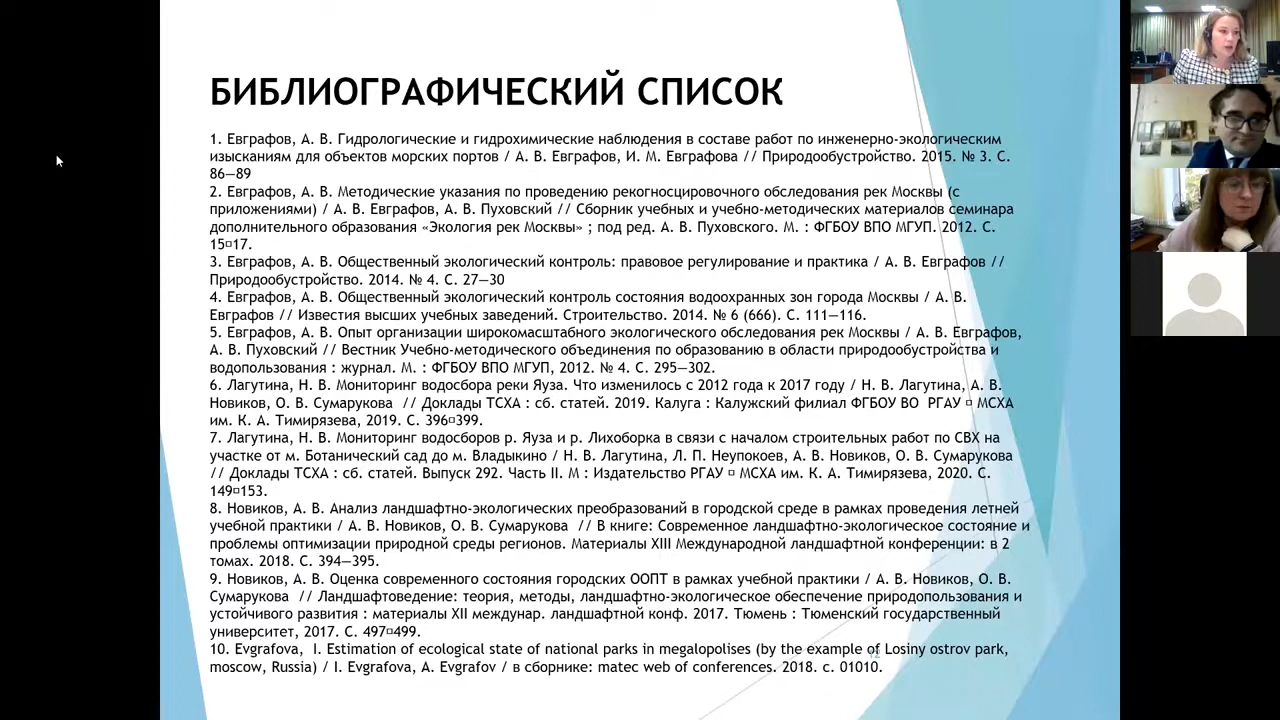 БИБЛИОГРАФИЧЕСКИЙ СПИСОК
1. Евграфов, А. В. Гидрологические и гидрохимические наблюдения в составе работ по инженерно-экологическим
изысканиям для объектов морских портов / А. В. Евграфов, И. М. Евграфова // Природообустройство. 2015. № 3. С.
86—89
2. Евграфов, А. В. Методические указания по проведению рекогносцировочного обследования рек Москвы (с
приложениями) / А. В. Евграфов, А. В. Пуховский // Сборник учебных и учебно-методических материалов семинара
дополнительного образования «Экология рек Москвы» ; под ред. А. В. Пуховского. М. : ФГБОУ ВПО МГУП. 2012. С.
15▫17.
3. Евграфов, А. В. Общественный экологический контроль: правовое регулирование и практика / А. В. Евграфов //
Природообустройство. 2014. № 4. С. 27—30
4. Евграфов, А. В. Общественный экологический контроль состояния водоохранных зон города Москвы / А. В.
Евграфов // Известия высших учебных заведений. Строительство. 2014. № 6 (666). С. 111—116.
5. Евграфов, А. В. Опыт организации широкомасштабного экологического обследования рек Москвы / А. В. Евграфов,
А. В. Пуховский // Вестник Учебно-методического объединения по образованию в области природообустройства и
водопользования : журнал. М. : ФГБОУ ВПО МГУП, 2012. № 4. С. 295—302.
6. Лагутина, Н. В. Мониторинг водосбора реки Яуза. Что изменилось с 2012 года к 2017 году / Н. В. Лагутина, А. В.
Новиков, О. В. Сумарукова // Доклады ТСХА : сб. статей. 2019. Калуга : Калужский филиал ФГБОУ ВО РГАУ ▫ МСХА
им. К. А. Тимирязева, 2019. С. 396▫399.
7. Лагутина, Н. В. Мониторинг водосборов р. Яуза и р. Лихоборка в связи с началом строительных работ по СВХ на
участке от м. Ботанический сад до м. Владыкино / Н. В. Лагутина, Л. П. Неупокоев, А. В. Новиков, О. В. Сумарукова
// Доклады ТСХА : сб. статей. Выпуск 292. Часть II. М : Издательство РГАУ ▫ МСХА им. К. А. Тимирязева, 2020. С.
149▫153.
8. Новиков, А. В. Анализ ландшафтно-экологических преобразований в городской среде в рамках проведения летней
учебной практики / А. В. Новиков, О. В. Сумарукова // В книге: Современное ландшафтно-экологическое состояние и
проблемы оптимизации природной среды регионов. Материалы XIII Международной ландшафтной конференции: в 2
томах. 2018. С. 394—395.
9. Новиков, А. В. Оценка современного состояния городских ООПТ в рамках учебной практики / А. В. Новиков, О. В.
Сумарукова // Ландшафтоведение: теория, методы, ландшафтно-экологическое обеспечение природопользования и
устойчивого развития : материалы XII междунар. ландшафтной конф. 2017. Тюмень : Тюменский государственный
университет, 2017. С. 497▫499.
10. Evgrafova, I. Estimation of ecological state of national parks in megalopolises (by the example of Losiny ostrov park,
moscow, Russia) / I. Evgrafova, A. Evgrafov / в сборнике: matec web of conferences. 2018. с. 01010.